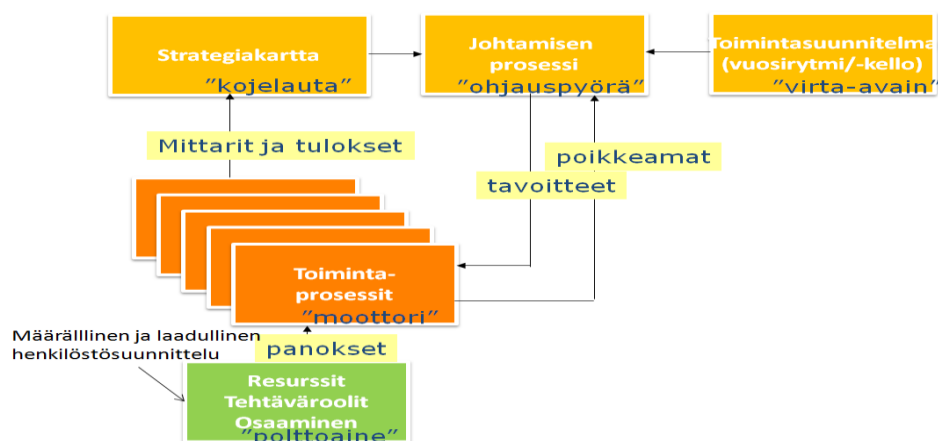 Strategiakartta
"kojelauta"
Johtamisen
prosessi
"ohjauspyörä"
Toimintasuunnitelma
(vuosirytmi/-kello)
"virta-avain"
Mittarit ja tulokset
poikkeamat
tavoitteet
Toiminta-
prosessit
"moottori"
Määrälllinen ja laadullinen
henkilöstösuunnittelu
panokset
Resurssit
Tehtäväroolit
Osaaminen
"polttoaine"